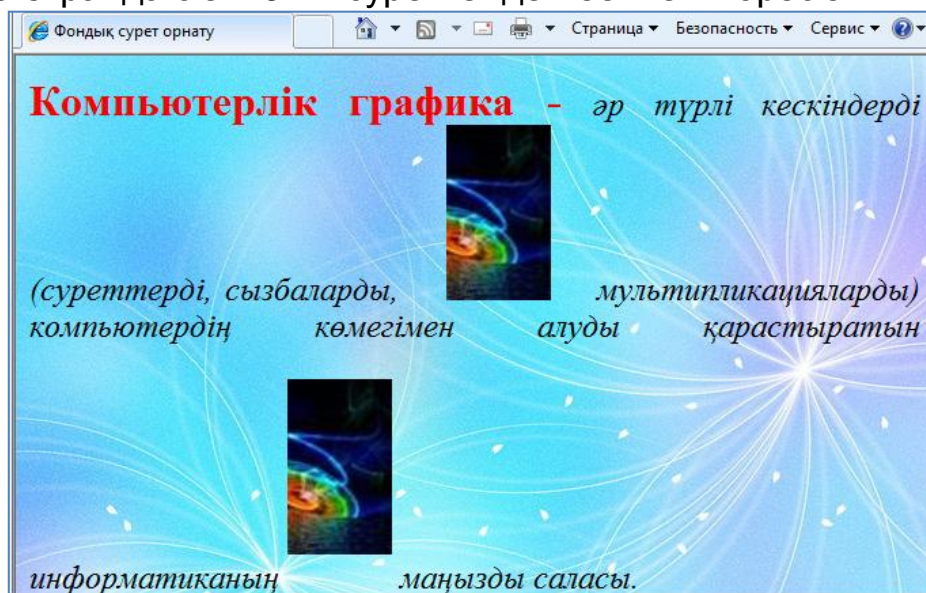 Фондық сурет орнату Страница Безопасность Сервис
Компьютерлік графика - әр түрлі кескіндерді
(суреттерді, сызбаларды, мультипликацияларды)
компьютердің көмегімен алуды қарастыратын
информатиканың маңызды саласы.